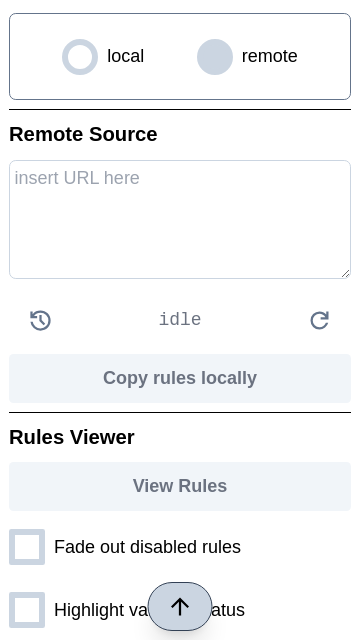 local
remote
Remote Source
insert URL here
idle
Copy rules locally
Rules Viewer
View Rules
Fade out disabled rules
Highlight va atus